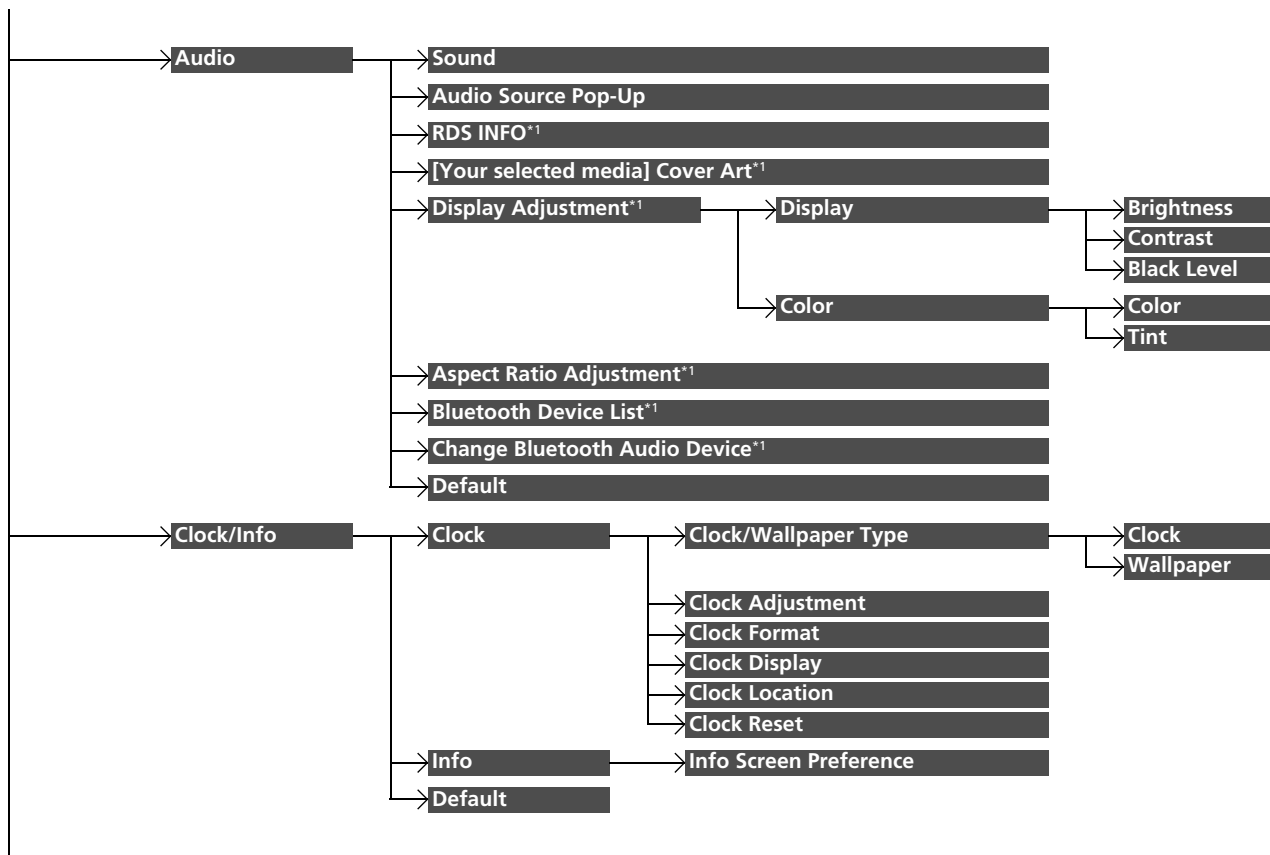 Audio
Sound
Audio Source Pop-Up
RDS INFO*1
[Your selected media] Cover Art*1
Display Adjustment*1
Display
Brightness
Contrast
Black Level
Color
Color
Tint
Aspect Ratio Adjustment*1
Bluetooth Device List*1
Change Bluetooth Audio Device*1
Default
Clock/Info
Clock
Clock/Wallpaper Type
Clock
Wallpaper
Clock Adjustment
Clock Format
Clock Display
Clock Location
Clock Reset
Info
Info Screen Preference
Default